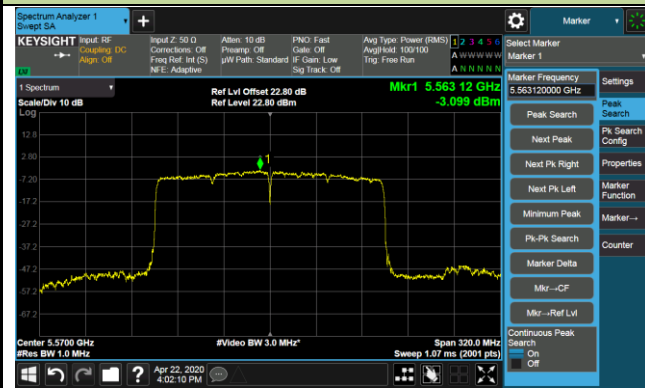 Spectrum Analyzer 1
Swept SA
+
Marker
KEYSIGHT
Input: RF
Coupling: DC
Align: Off
Input Z: 50 Ω
Corrections: Off
Freq Ref: Int (S)
NFE: Adaptive
Atten: 10 dB
Preamp: Off
µW Path: Standard
PNO: Fast
Gate: Off
IF Gain: Low
Sig Track: Off
Avg Type: Power (RMS)
Avg|Hold: 100/100
Trig: Free Run
1 2 3 4 5 6
A W W W W W
A N N N N N
Select Marker
Marker 1
LXI
1 Spectrum
Scale/Div 10 dB
Log
Ref Lvl Offset 22.80 dB
Ref Level 22.80 dBm
Mkr1 5.563 12 GHz
-3.099 dBm
12.8
2.80
-7.20
-17.2
-27.2
-37.2
-47.2
-57.2
-67.2
1
Center 5.5700 GHz
#Res BW 1.0 MHz
#Video BW 3.0 MHz*
Span 320.0 MHz
Sweep 1.07 ms (2001 pts)
Marker Frequency
5.563120000 GHz
Peak Search
Next Peak
Next Pk Right
Next Pk Left
Minimum Peak
Pk-Pk Search
Marker Delta
Mkr→CF
Mkr→Ref Lvl
Continuous Peak
Search
On
Off
Settings
Peak
Search
Pk Search
Config
Properties
Marker
Function
Marker→
Counter
?
Apr 22, 2020
4:02:10 PM